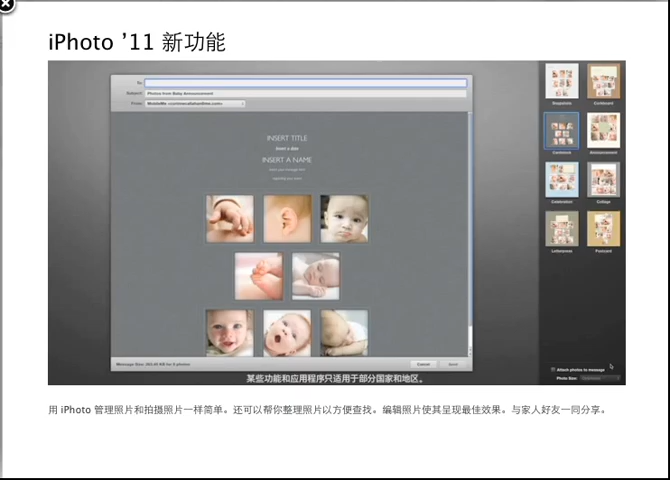 iPhoto ’11 新功能
To:
Subject: Photos from Baby Announcement
INSERT TITLE
INSERT A NAME
Snapshots
Corkboard
Cardstock
Announcement
Celebration
Collage
Letterpress
Postcard
Cancel
Send
Attach photos to message
Photo Size:
某些功能和应用程序只适用于部分国家和地区。
用 iPhoto 管理照片和拍摄照片一样简单。还可以帮你整理照片以方便查找。编辑照片使其呈现最佳效果。与家人好友一同分享。